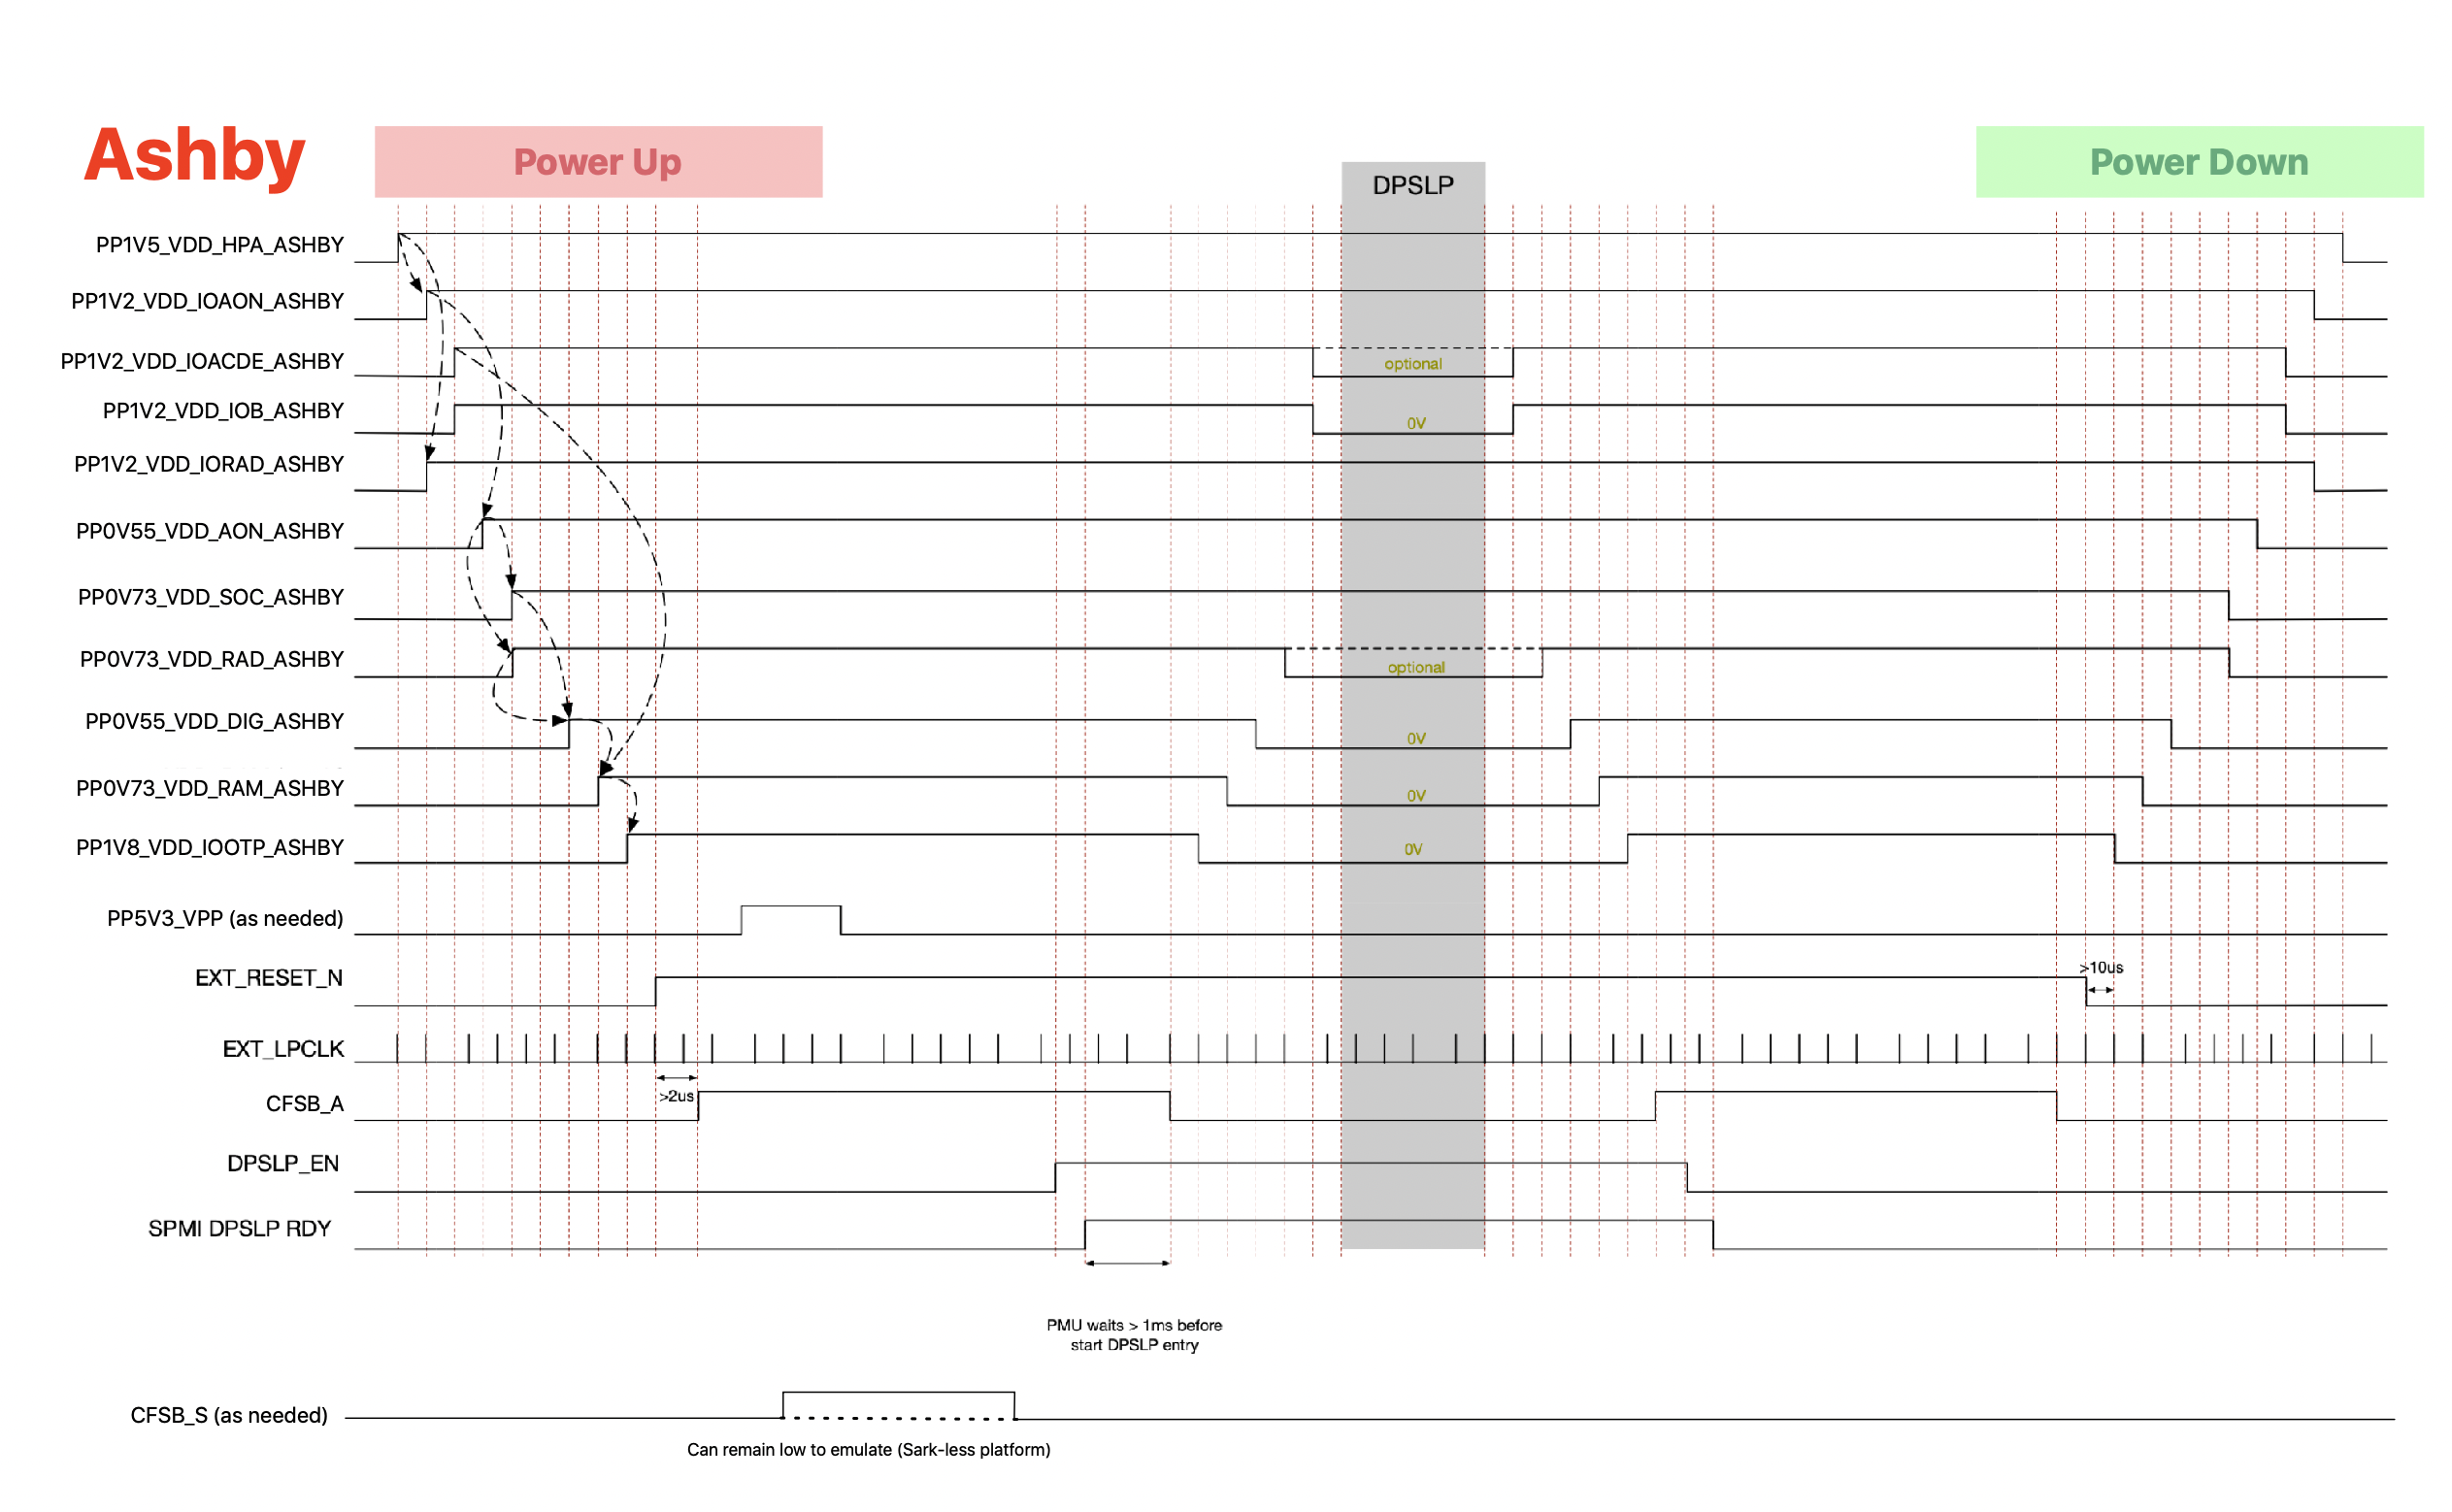 Ashby
Power Up
DPSLP
Power Down
PP1V5_VDD_HPA_ASHBY
PP1V2_VDD_IOAON_ASHBY
PP1V2_VDD_IOACDE_ASHBY
optional
PP1V2_VDD_IOB_ASHBY
0V
PP1V2_VDD_IORAD_ASHBY
PP0V55_VDD_AON_ASHBY
PP0V73_VDD_SOC_ASHBY
PP0V73_VDD_RAD_ASHBY
optional
PP0V55_VDD_DIG_ASHBY
0V
PP0V73_VDD_RAM_ASHBY
0V
PP1V8_VDD_IOOTP_ASHBY
0V
PP5V3_VPP (as needed)
EXT_RESET_N
>10us
EXT_LPCLK
>2us
CFSB_A
DPSLP_EN
SPMI DPSLP RDY
PMU waits > 1ms before
start DPSLP entry
CFSB_S (as needed)
Can remain low to emulate (Sark-less platform)